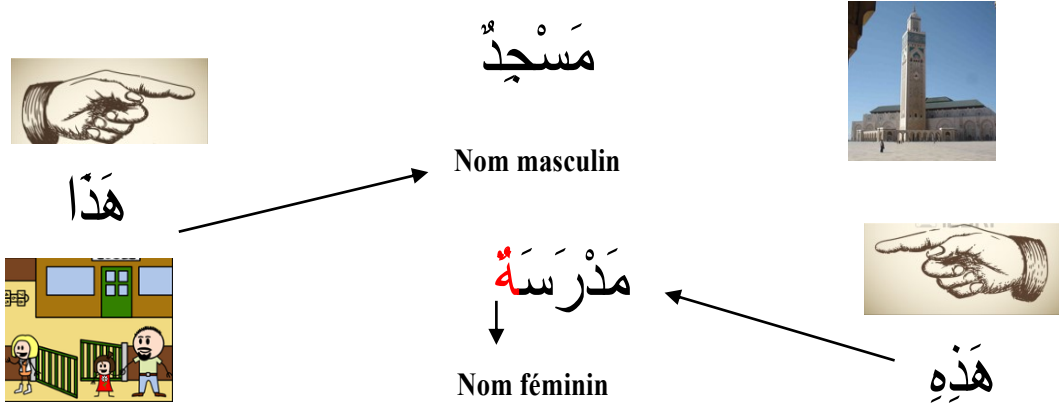 مَسْجِدٌ
Nom masculin
هَذَا
مَدْرَسَةٌ
Nom féminin
هَذِهِ